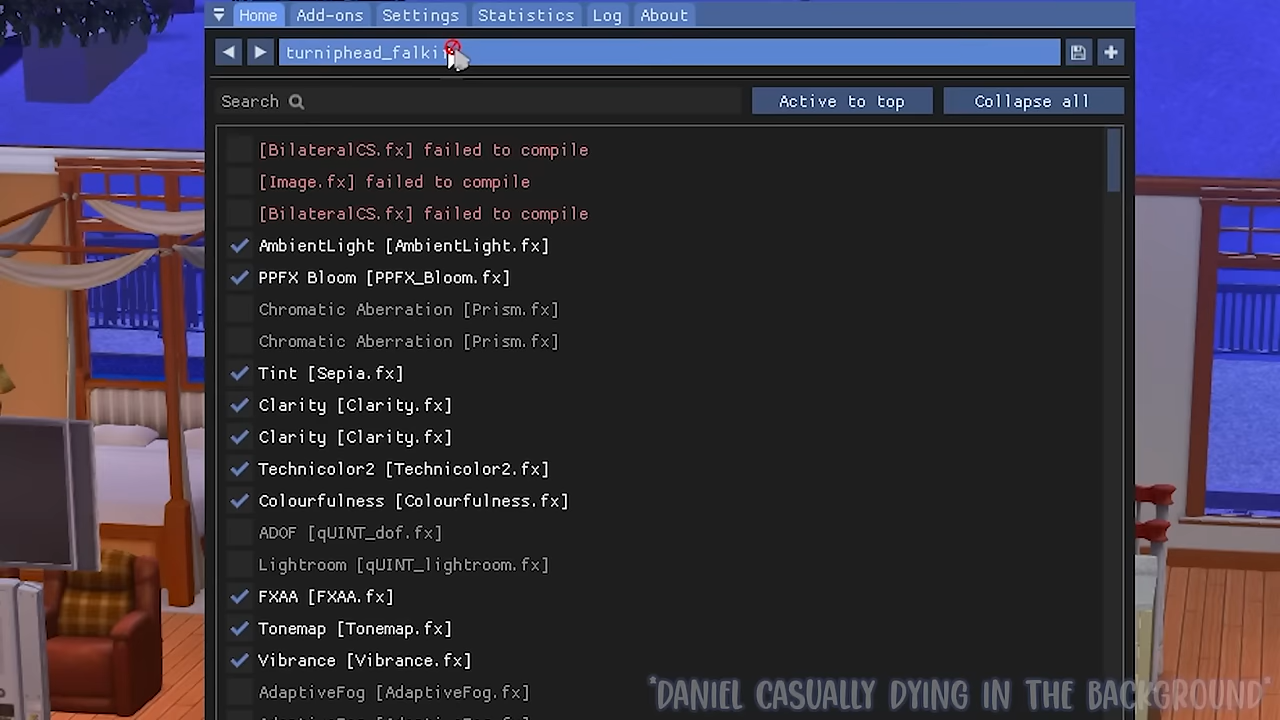 Home Add-ons Settings Statistics Log About
Search Active to top Collapse all
[BilateralCS.fx] failed to compile
[Image.fx] failed to compile
[BilateralCS.fx] failed to compile
AmbientLight [AmbientLight.fx]
PPFX Bloom [PPFX_Bloom.fx]
Chromatic Aberration [Prism.fx]
Chromatic Aberration [Prism.fx]
Tint [Sepia.fx]
Clarity [Clarity.fx]
Clarity [Clarity.fx]
Technicolor2 [Technicolor2.fx]
Colourfulness [Colourfulness.fx]
ADOF [qUINT_dof.fx]
Lightroom [qUINT_lightroom.fx]
FXAA [FXAA.fx]
Tonemap [Tonemap.fx]
Vibrance [Vibrance.fx]
AdaptiveFog [AdaptiveFog.fx]
*DANIEL CASUALLY DYING IN THE BACKGROUND*